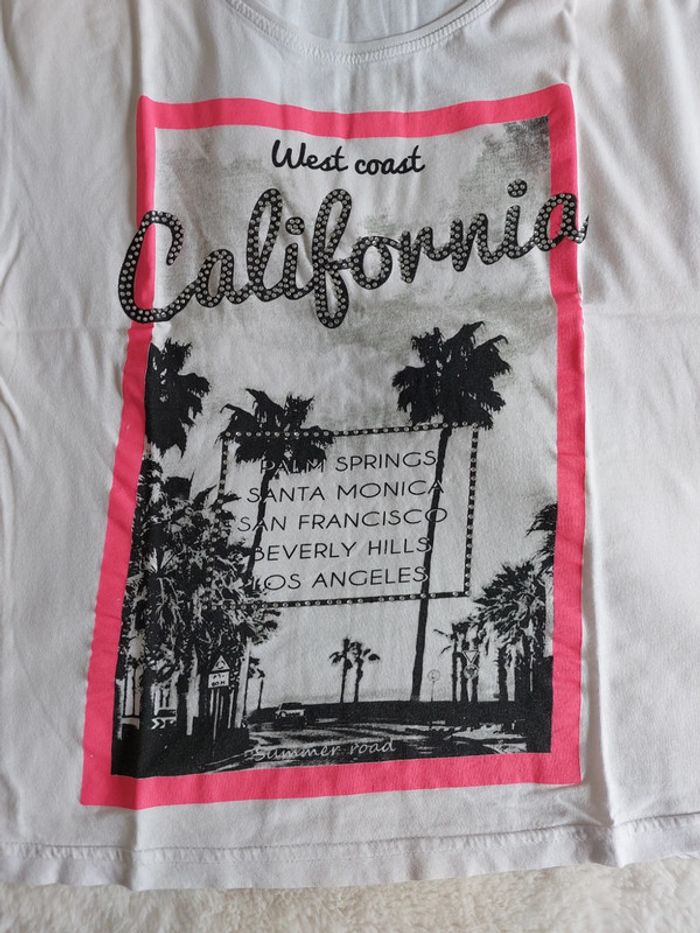 West coast
California
PALM SPRINGS
SANTA MONICA
SAN FRANCISCO
BEVERLY HILLS
LOS ANGELES
Summer road